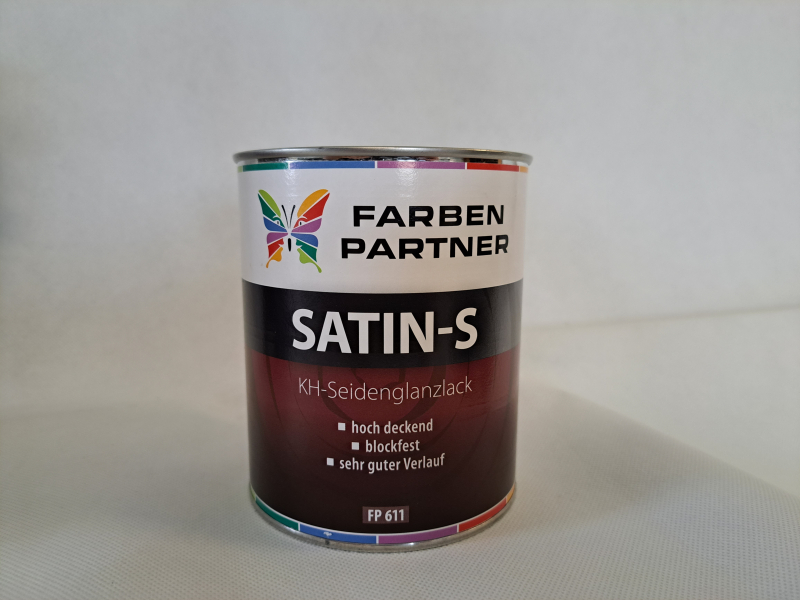 FARBEN
PARTNER
SATIN-S
KH-Seidenglanzlack
▪ hoch deckend
▪ blockfest
▪ sehr guter Verlauf
FP 611